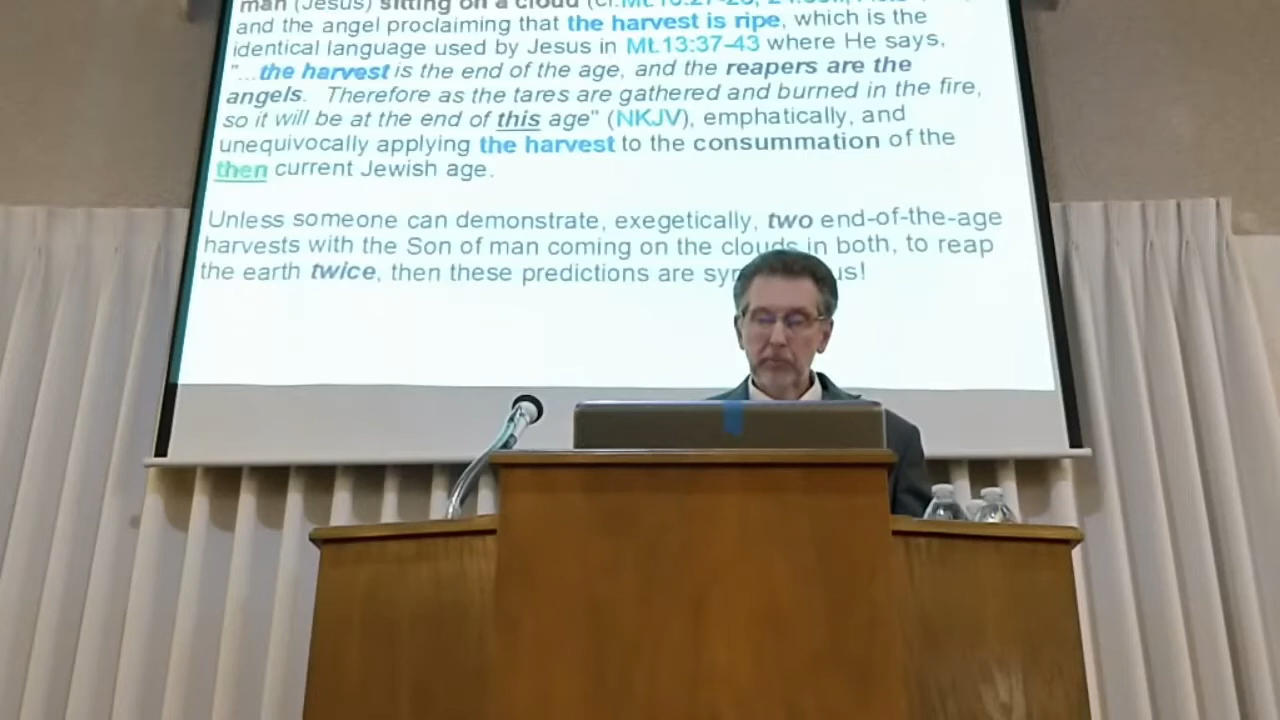 man (Jesus) sitting on a cloud
and the angel proclaiming that the harvest is ripe, which is the
identical language used by Jesus in Mt.13:37-43 where He says,
"...the harvest is the end of the age, and the reapers are the
angels. Therefore as the tares are gathered and burned in the fire,
so it will be at the end of this age" (NKJV), emphatically, and
unequivocally applying the harvest to the consummation of the
then current Jewish age.
Unless someone can demonstrate, exegetically, two end-of-the-age
harvests with the Son of man coming on the clouds in both, to reap
the earth twice, then these predictions are